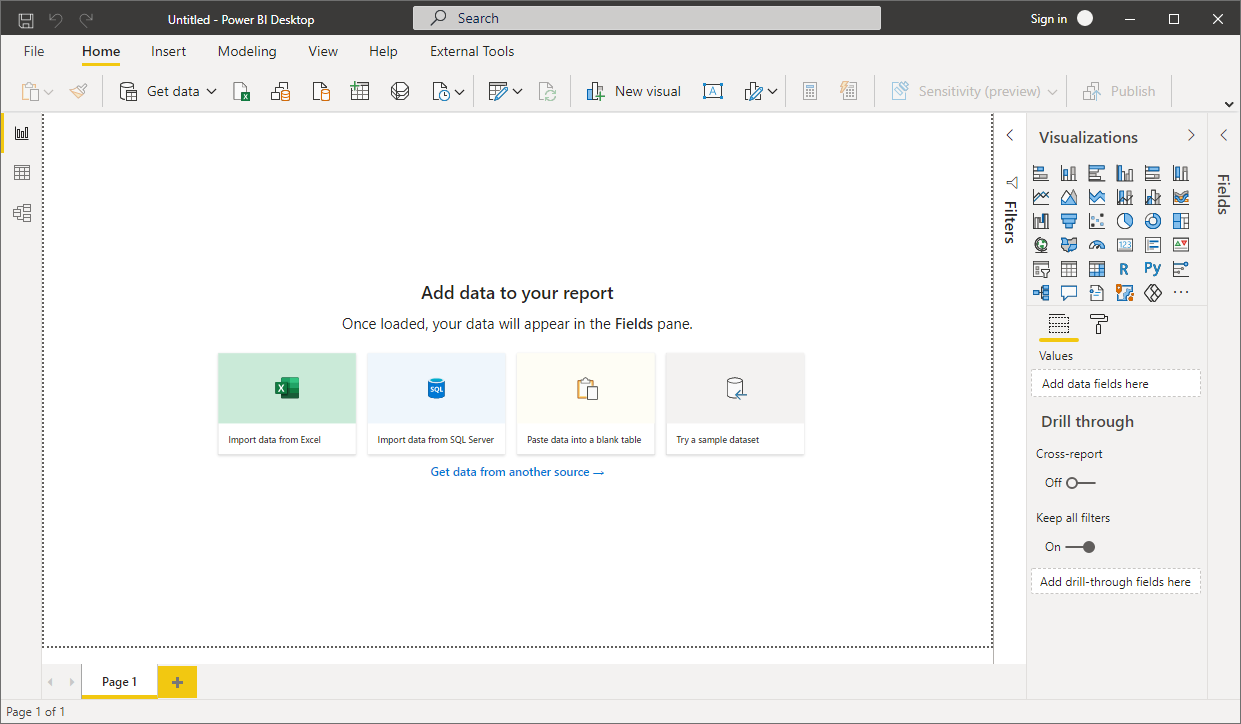 Untitled - Power BI Desktop
Search
Sign in
File
Home
Insert
Modeling
View
Help
External Tools
Get data
New visual
A
Sensitivity (preview)
Publish
Filters
Visualizations
Fields
123
R
Py
Add data to your report
Once loaded, your data will appear in the Fields pane.
X
SQL
Import data from Excel
Import data from SQL Server
Paste data into a blank table
Try a sample dataset
Get data from another source →
Values
Add data fields here
Drill through
Cross-report
Off
Keep all filters
On
Add drill-through fields here
Page 1
+
Page 1 of 1